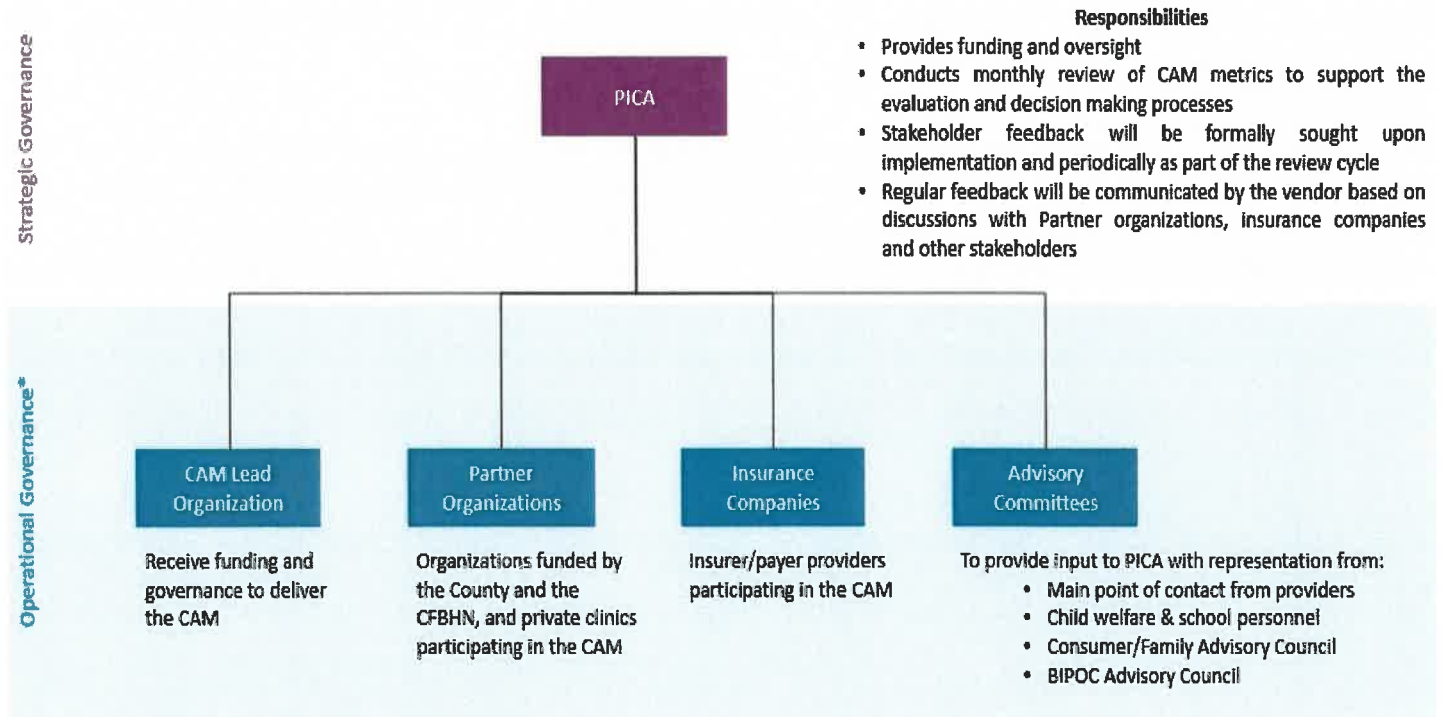 Strategic Governance
PICA
Responsibilities
• Provides funding and oversight
• Conducts monthly review of CAM metrics to support the
evaluation and decision making processes
• Stakeholder feedback will be formally sought upon
implementation and periodically as part of the review cycle
• Regular feedback will be communicated by the vendor based on
discussions with Partner organizations, insurance companies
and other stakeholders
Operational Governance*
CAM Lead
Organization
Receive funding and
governance to deliver
the CAM
Partner
Organizations
Organizations funded by
the County and the
CFBHN, and private clinics
participating in the CAM
Insurance
Companies
Insurer/payer providers
participating in the CAM
Advisory
Committees
To provide input to PICA with representation from:
• Main point of contact from providers
• Child welfare & school personnel
• Consumer/Family Advisory Council
• BIPOC Advisory Council